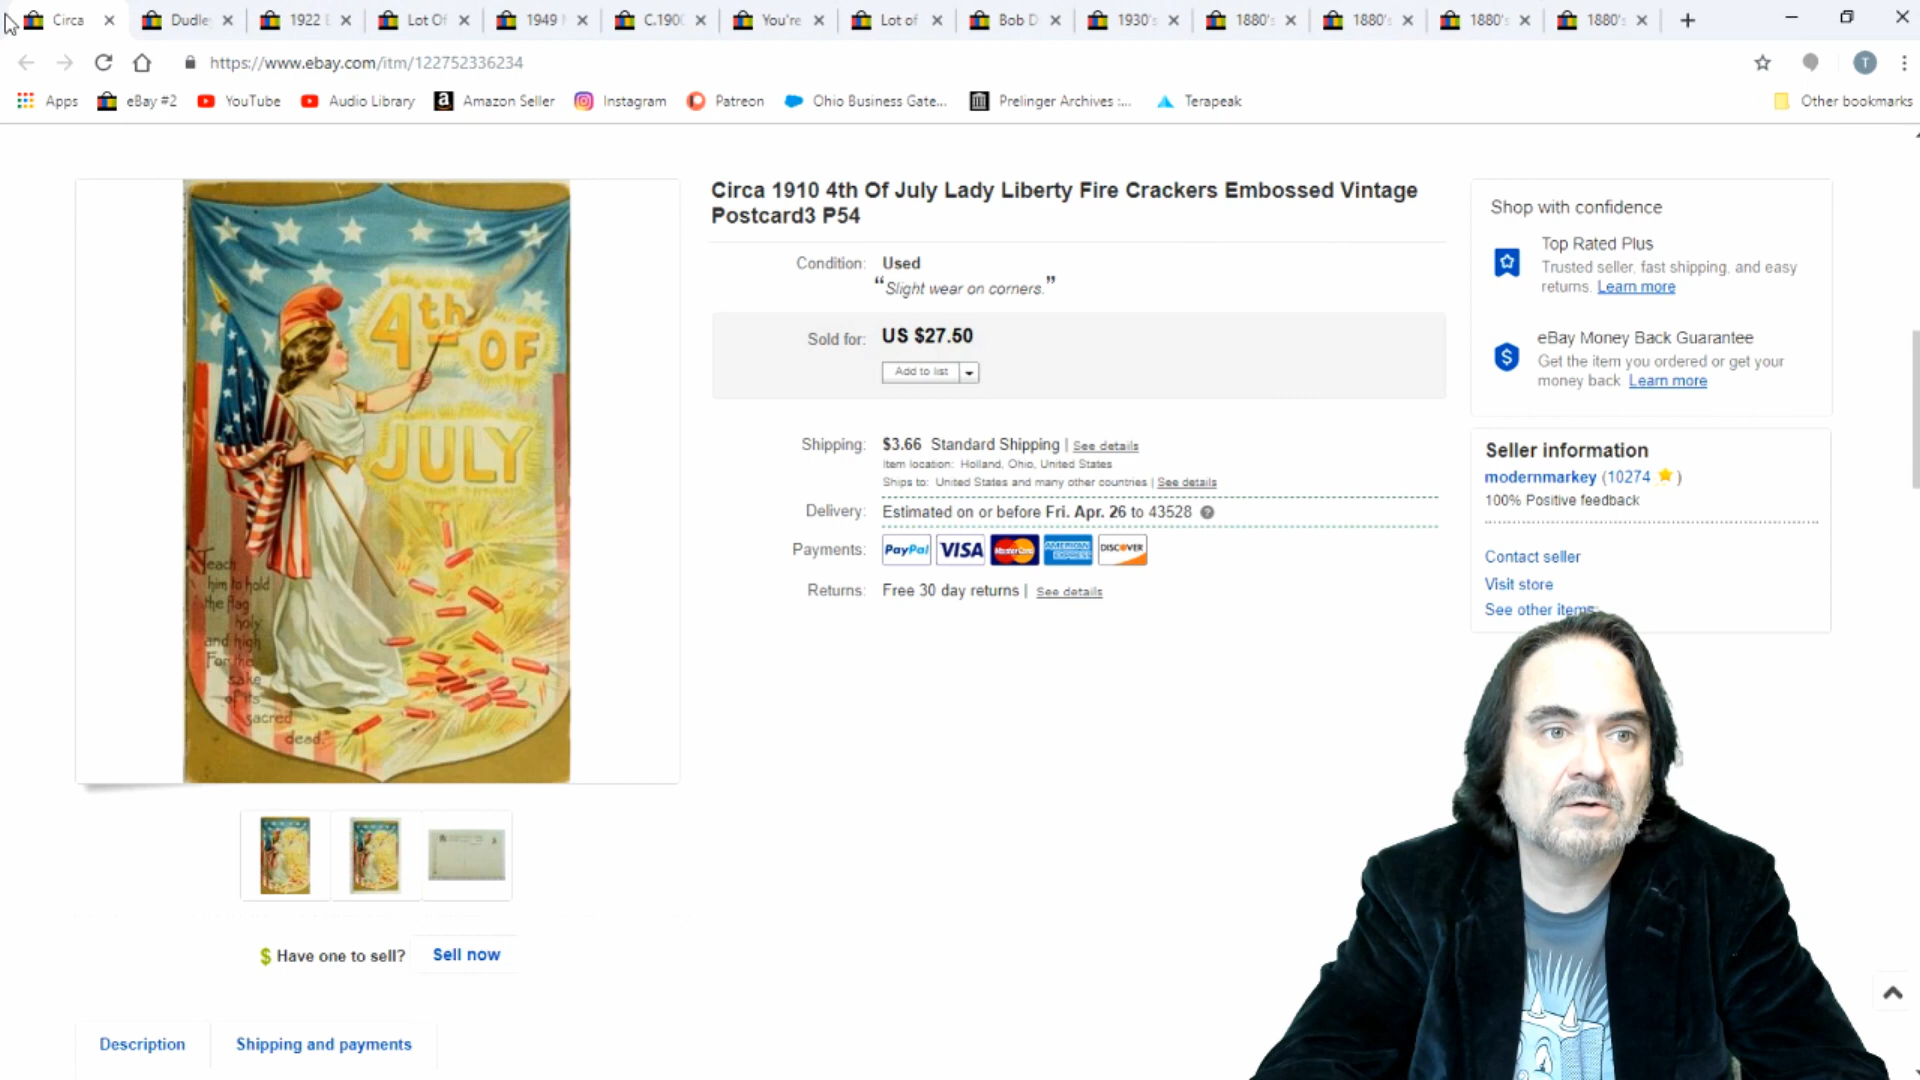 Circa
Dudle
1922
Lot Of
1949
C.190
You're
Lot of
Bob D
1930's
1880's
1880's
1880's
1880's
https://www.ebay.com/itm/122752336234
T
Apps
eBay #2
YouTube
Audio Library
Amazon Seller
Instagram
Patreon
Ohio Business Gate...
Prelinger Archives :...
Terapeak
Other bookmarks
4th
OF
JULY
Teach
him to hold
the flag
holy
and high
For the
sake
of its
sacred
dead."
Circa 1910 4th Of July Lady Liberty Fire Crackers Embossed Vintage
Postcard3 P54
Condition: Used
"Slight wear on corners."
Sold for: US $27.50
Add to list
Shipping: $3.66 Standard Shipping | See details
Item location: Holland, Ohio, United States
Ships to: United States and many other countries | See details
Delivery: Estimated on or before Fri. Apr. 26 to 43528
Payments: PayPal VISA MasterCard AMERICAN EXPRESS DISCOVER
Returns: Free 30 day returns | See details
Shop with confidence
Top Rated Plus
Trusted seller, fast shipping, and easy
returns. Learn more
eBay Money Back Guarantee
Get the item you ordered or get your
money back. Learn more
Seller information
modernmarkey (10274 )
100% Positive feedback
Contact seller
Visit store
See other items
$ Have one to sell? Sell now
Description
Shipping and payments